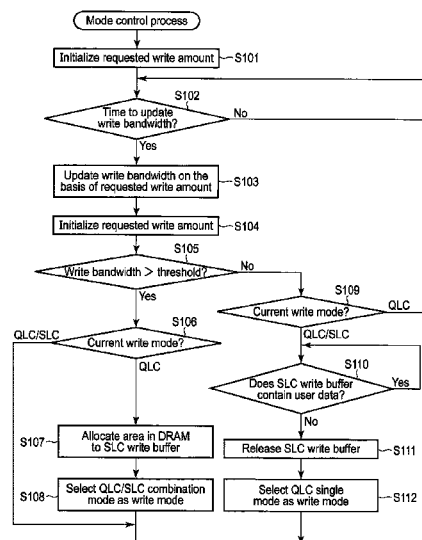 Mode control process
Initialize requested write amount
S101
S102
Time to update
write bandwidth?
No
Yes
Update write bandwidth on the
basis of requested write amount
S103
Initialize requested write amount
S104
S105
Write bandwidth > threshold?
No
Yes
S109
Current write mode?
QLC
QLC/SLC
S106
QLC/SLC
Current write mode?
QLC
S110
Does SLC write buffer
contain user data?
Yes
No
S107
Allocate area in DRAM
to SLC write buffer
Release SLC write buffer
S111
S108
Select QLC/SLC combination
mode as write mode
Select QLC single
mode as write mode
S112